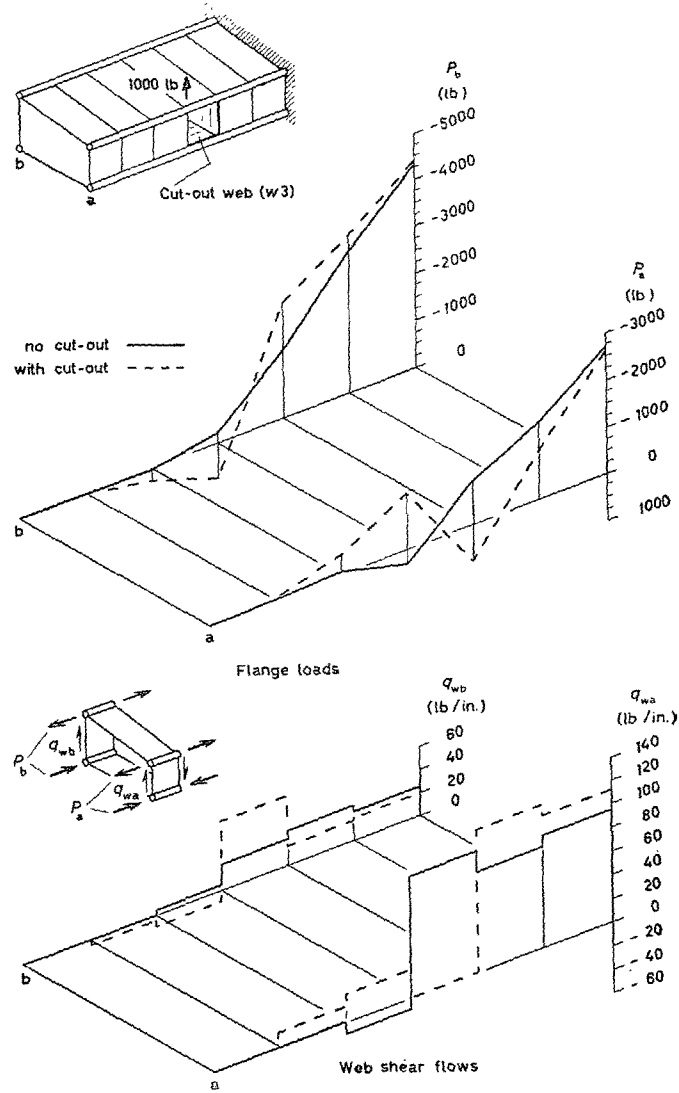 1000 lb
b
a
Cut-out web (w3)
P_b
(lb)
-5000
-4000
-3000
-2000
-1000
0
P_a
(lb)
-3000
-2000
-1000
0
1000
no cut-out
with cut-out
b
a
Flange loads
P_b
q_wb
q_wa
P_a
q_wb
(lb/in.)
60
40
20
0
q_wa
(lb/in.)
140
120
100
80
60
40
20
0
-20
-40
-60
b
a
Web shear flows